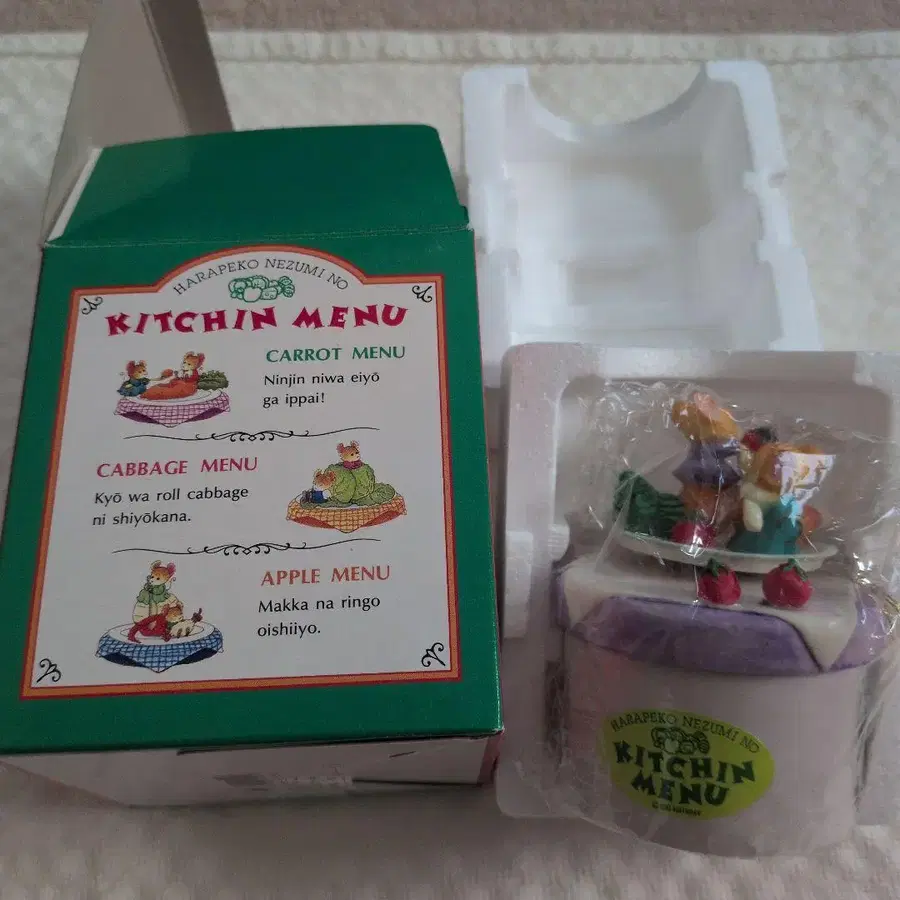 HARAPEKO NEZUMI NO
KITCHIN MENU
CARROT MENU
Ninjin niwa eiyō
ga ippai!
CABBAGE MENU
Kyō wa roll cabbage
ni shiyōkana.
APPLE MENU
Makka na ringo
oishiiyo.
HARAPEKO NEZUMI NO
KITCHIN
MENU